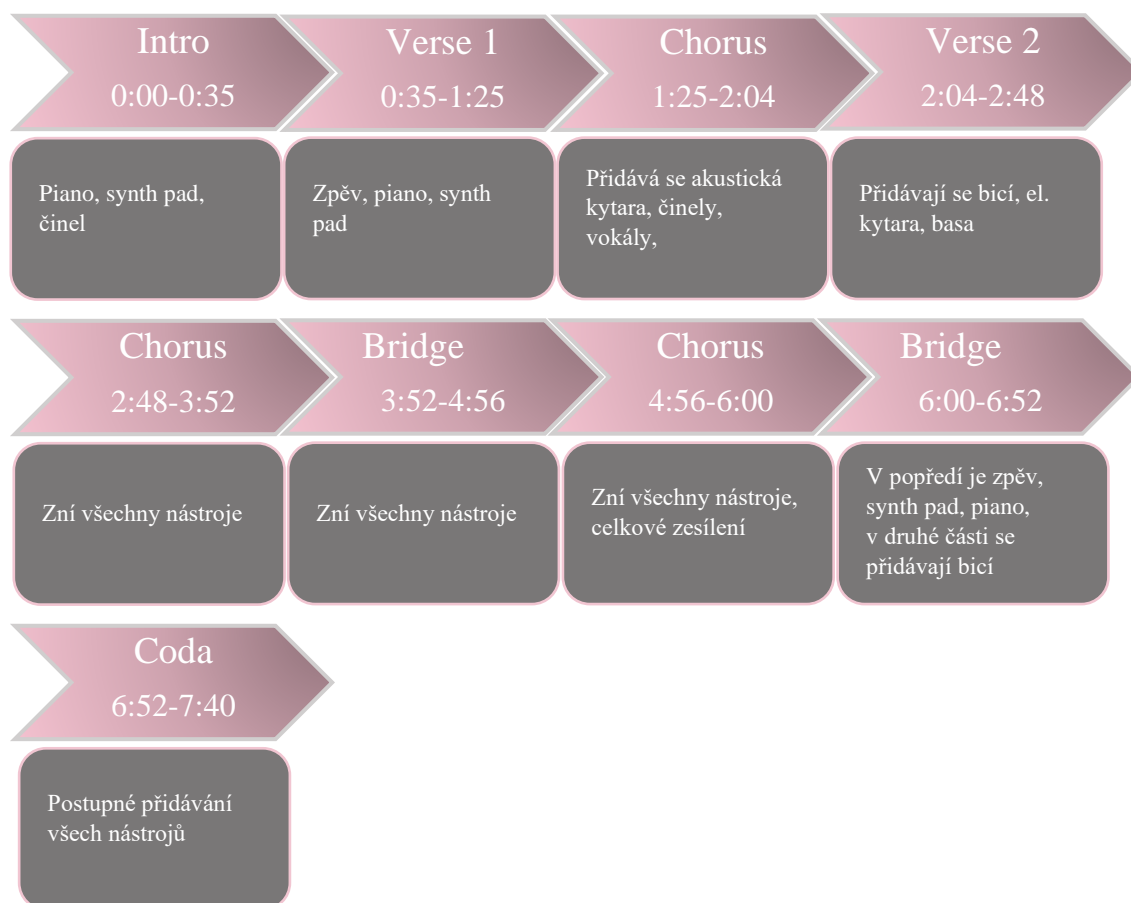 Intro
0:00-0:35
Verse 1
0:35-1:25
Chorus
1:25-2:04
Verse 2
2:04-2:48
Piano, synth pad,
činel
Zpěv, piano, synth
pad
Přidává se akustická
kytara, činely,
vokály,
Přidávají se bicí, el.
kytara, basa
Chorus
2:48-3:52
Bridge
3:52-4:56
Chorus
4:56-6:00
Bridge
6:00-6:52
Zní všechny nástroje
Zní všechny nástroje
Zní všechny nástroje,
celkové zesílení
V popředí je zpěv,
synth pad, piano,
v druhé části se
přidávají bicí
Coda
6:52-7:40
Postupné přidávání
všech nástrojů